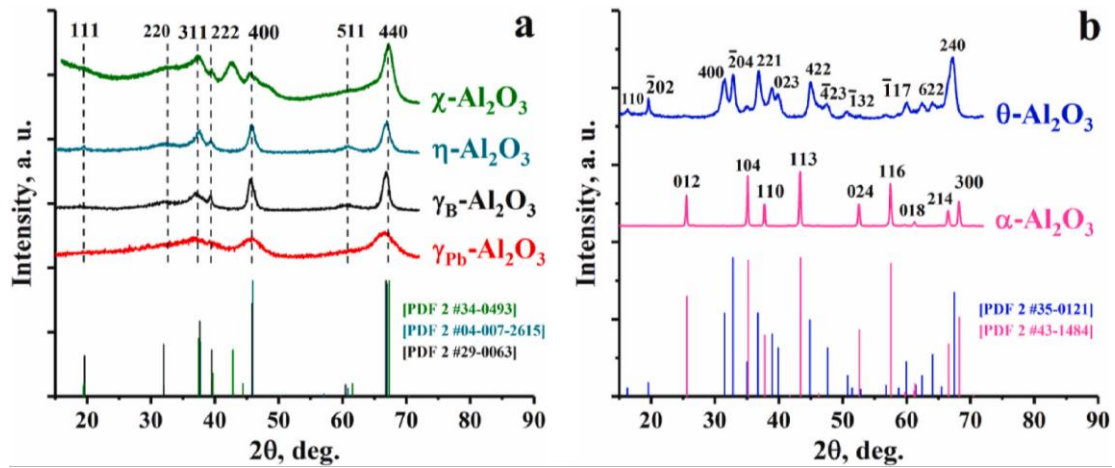 a
111 220 311 222 400 511 440
χ-Al₂O₃
η-Al₂O₃
γ_B-Al₂O₃
γ_Pb-Al₂O₃
[PDF 2 #34-0493]
[PDF 2 #04-007-2615]
[PDF 2 #29-0063]
Intensity, a. u.
20 30 40 50 60 70 80 90
2θ, deg.
b
110 2̄02 400 2̄04 221 023 422 4̄23 1̄32 1̄17 622 240
θ-Al₂O₃
012 104 110 113 024 116 018 214 300
α-Al₂O₃
[PDF 2 #35-0121]
[PDF 2 #43-1484]
Intensity, a. u.
20 30 40 50 60 70 80 90
2θ, deg.